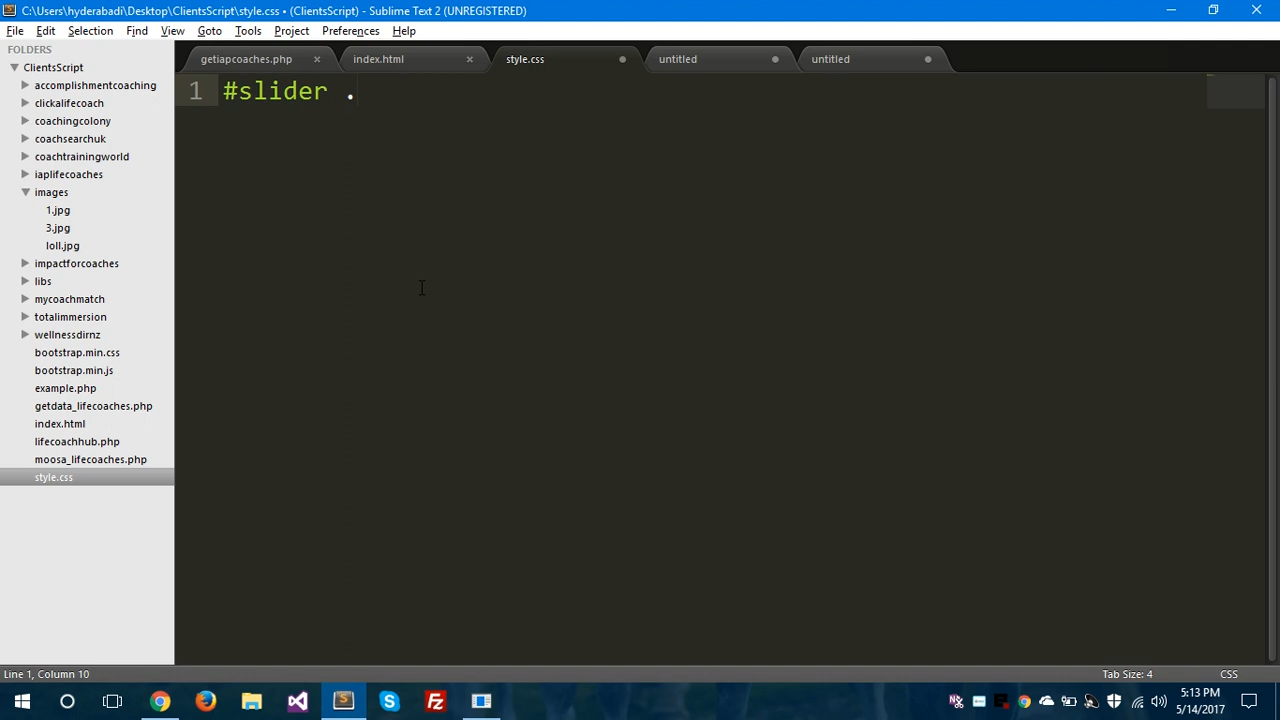 C:\Users\hyderabadi\Desktop\ClientsScript\style.css • (ClientsScript) - Sublime Text 2 (UNREGISTERED)
File Edit Selection Find View Goto Tools Project Preferences Help
FOLDERS
ClientsScript
accomplishmentcoaching
clickalifecoach
coachingcolony
coachsearchuk
coachtrainingworld
iaplifecoaches
images
1.jpg
3.jpg
loll.jpg
impactforcoaches
libs
mycoachmatch
totalimmersion
wellnessdirnz
bootstrap.min.css
bootstrap.min.js
example.php
getdata_lifecoaches.php
index.html
lifecoachhub.php
moosa_lifecoaches.php
style.css
getiapcoaches.php index.html style.css untitled untitled
1 #slider .
Line 1, Column 10 Tab Size: 4 CSS
5:13 PM
5/14/2017